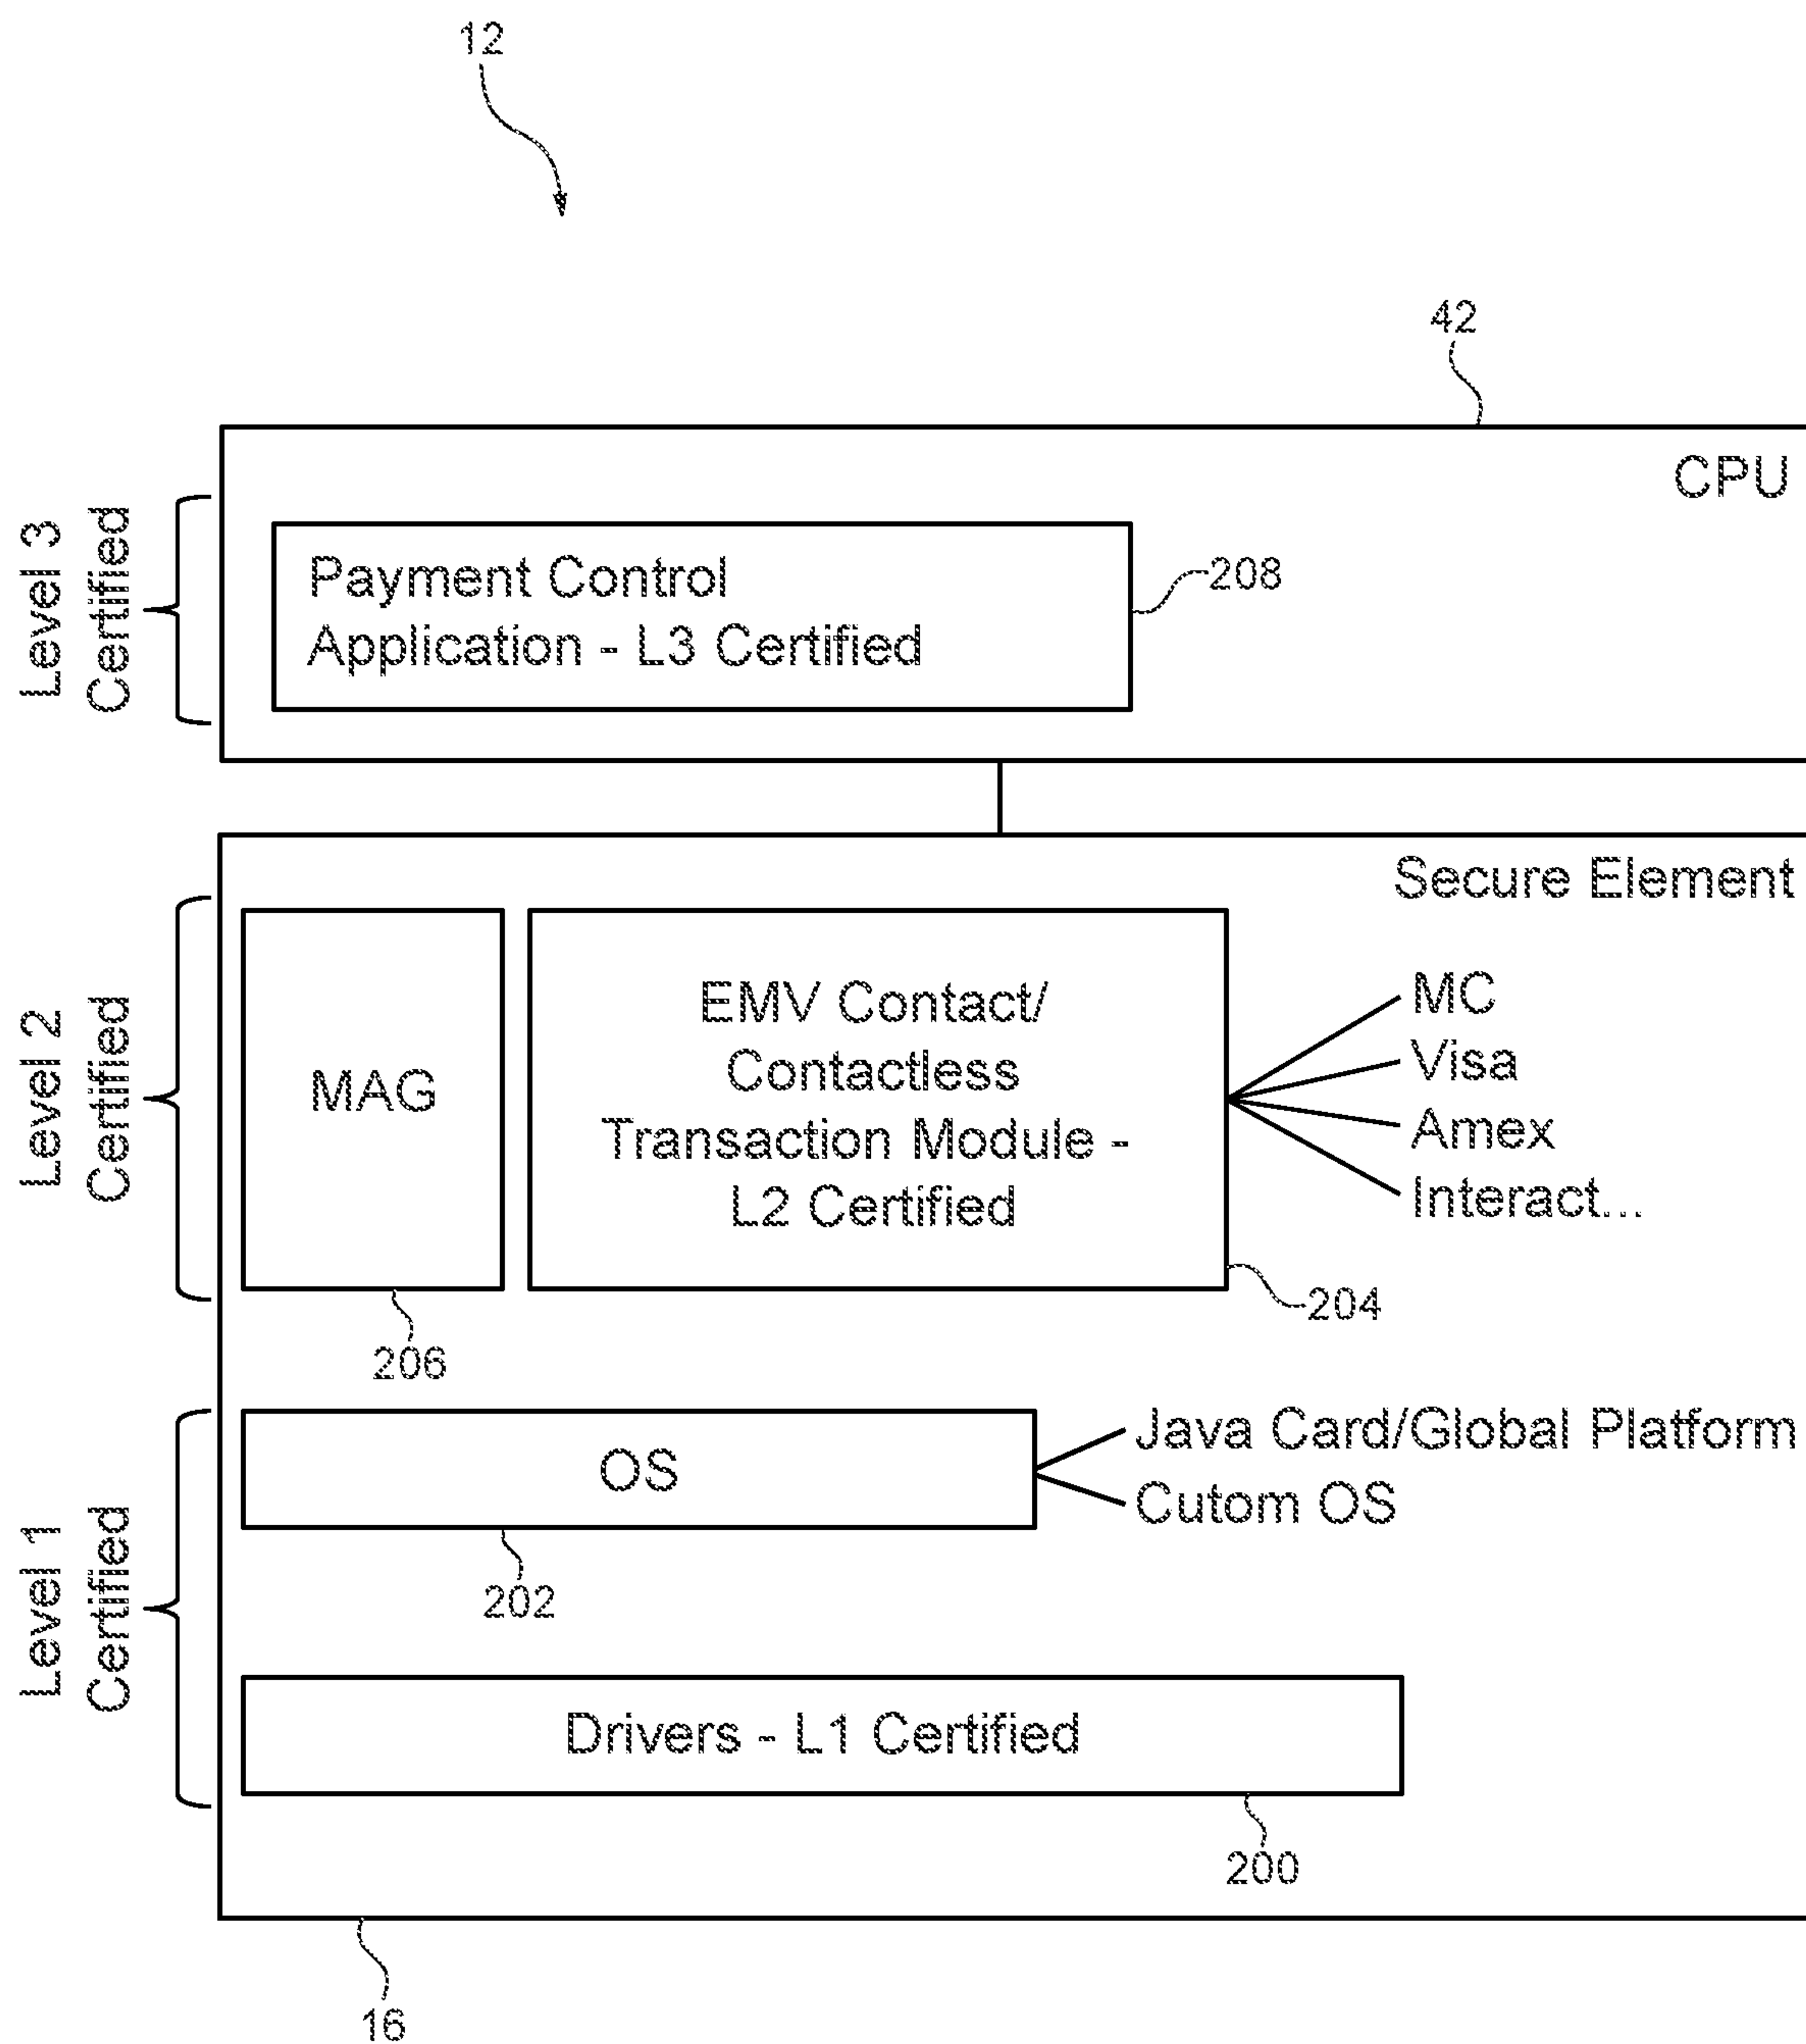 12
42
CPU
Level 3
Certified
Payment Control
Application - L3 Certified
208
Secure Element
Level 2
Certified
MAG
EMV Contact/
Contactless
Transaction Module -
L2 Certified
MC
Visa
Amex
Interact...
204
206
Level 1
Certified
OS
Java Card/Global Platform
Cutom OS
202
Drivers - L1 Certified
200
16